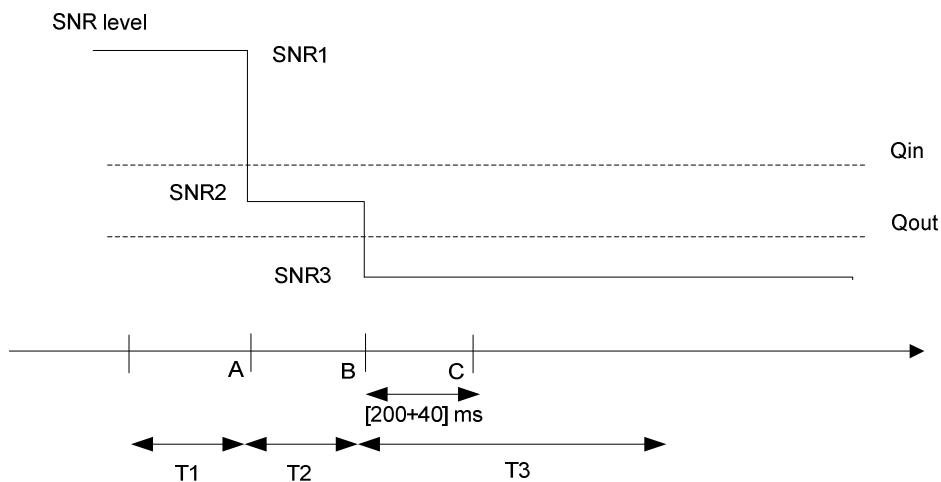 SNR level
SNR1
Qin
SNR2
Qout
SNR3
A
B
C
[200+40] ms
T1
T2
T3